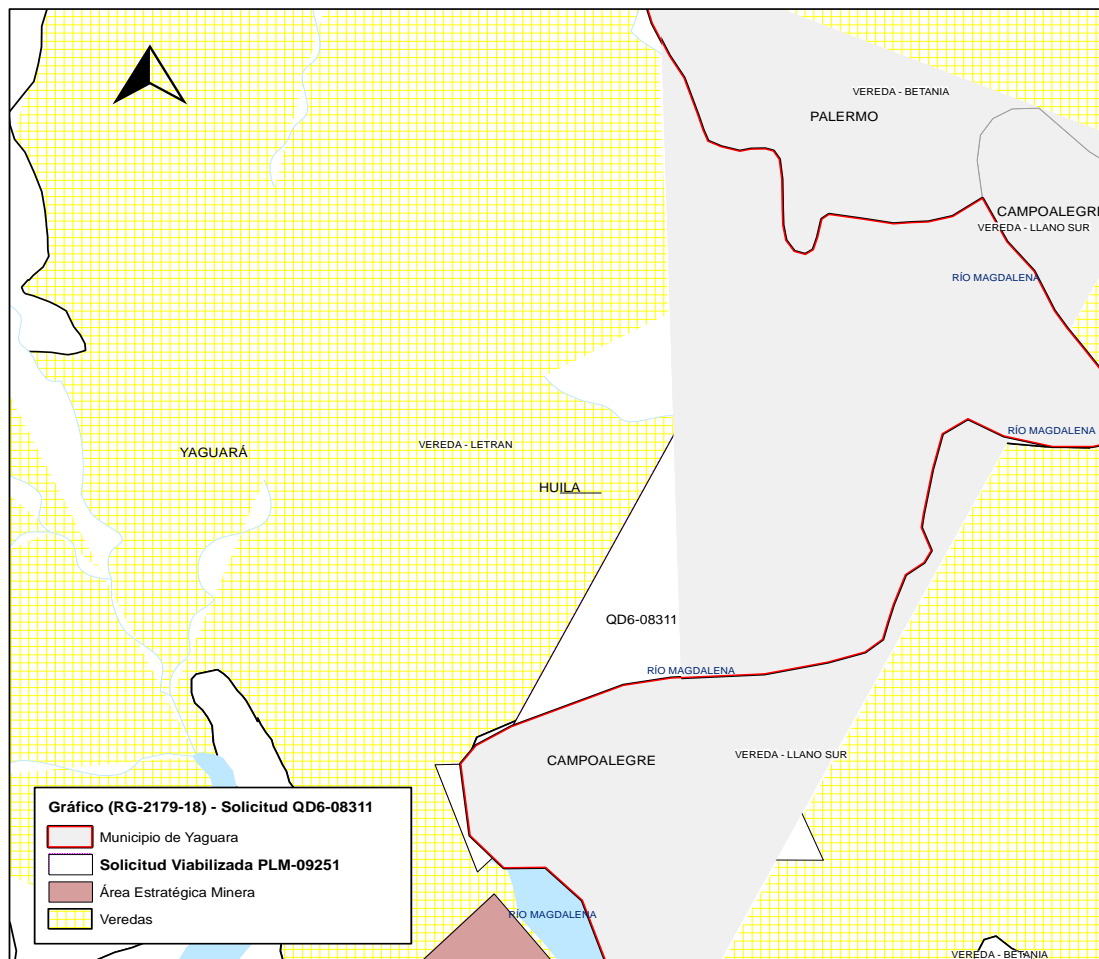 VEREDA - BETANIA
PALERMO
CAMPOALEGRE
VEREDA - LLANO SUR
RÍO MAGDALENA
RÍO MAGDALENA
YAGUARÁ
VEREDA - LETRAN
HUILA
QD6-08311
RÍO MAGDALENA
CAMPOALEGRE
VEREDA - LLANO SUR
Gráfico (RG-2179-18) - Solicitud QD6-08311
Municipio de Yaguara
Solicitud Viabilizada PLM-09251
Área Estratégica Minera
Veredas
RÍO MAGDALENA
VEREDA - BETANIA